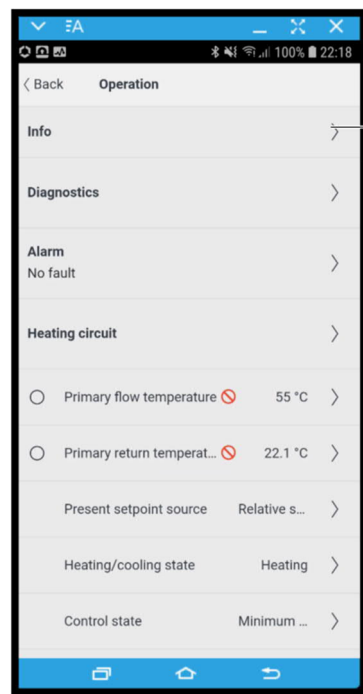 ΞA
100% 22:18
Back Operation
Info
Diagnostics
Alarm
No fault
Heating circuit
Primary flow temperature 55 °C
Primary return temperat... 22.1 °C
Present setpoint source Relative s...
Heating/cooling state Heating
Control state Minimum ...